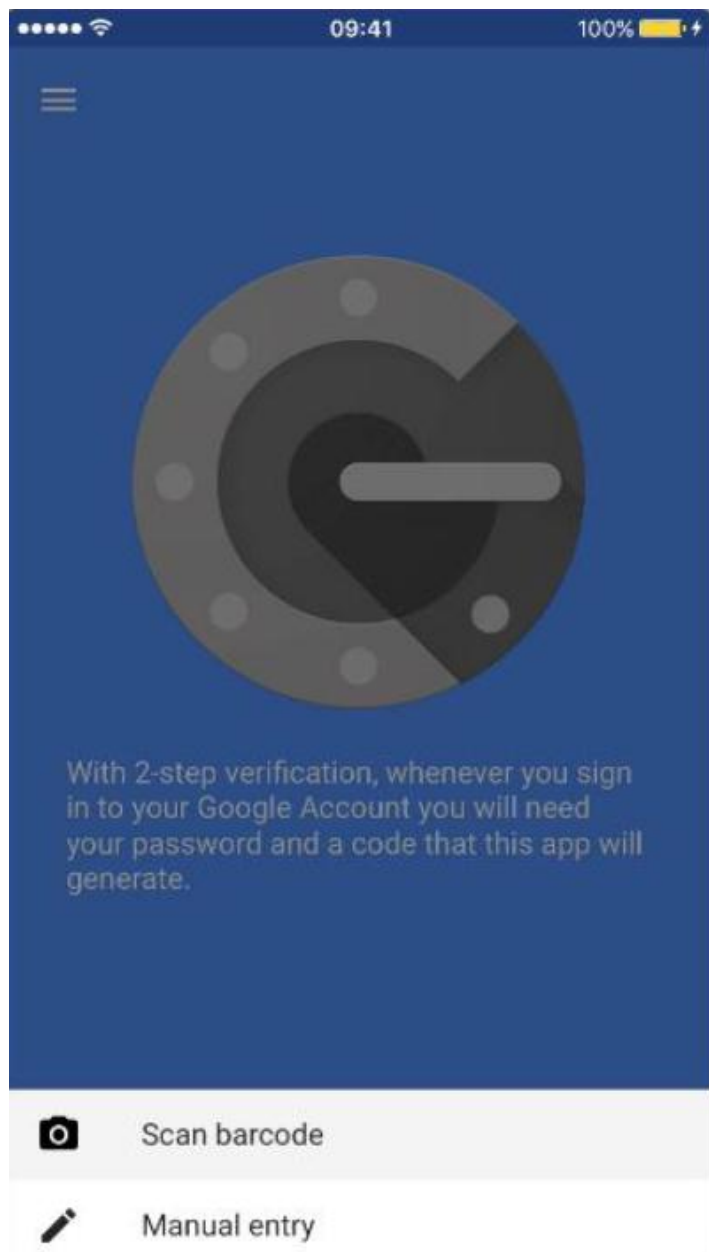 09:41
100%
With 2-step verification, whenever you sign
in to your Google Account you will need
your password and a code that this app will
generate.
Scan barcode
Manual entry